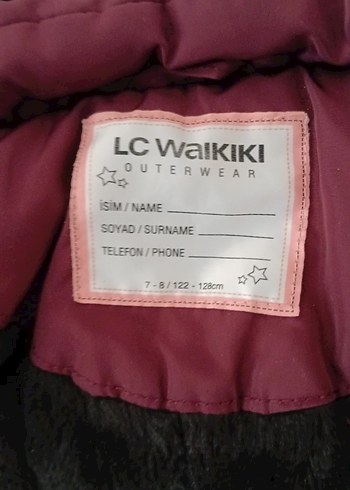 LC WAIKIKI
OUTERWEAR
İSİM / NAME
SOYAD / SURNAME
TELEFON / PHONE
7 - 8 / 122 - 128cm